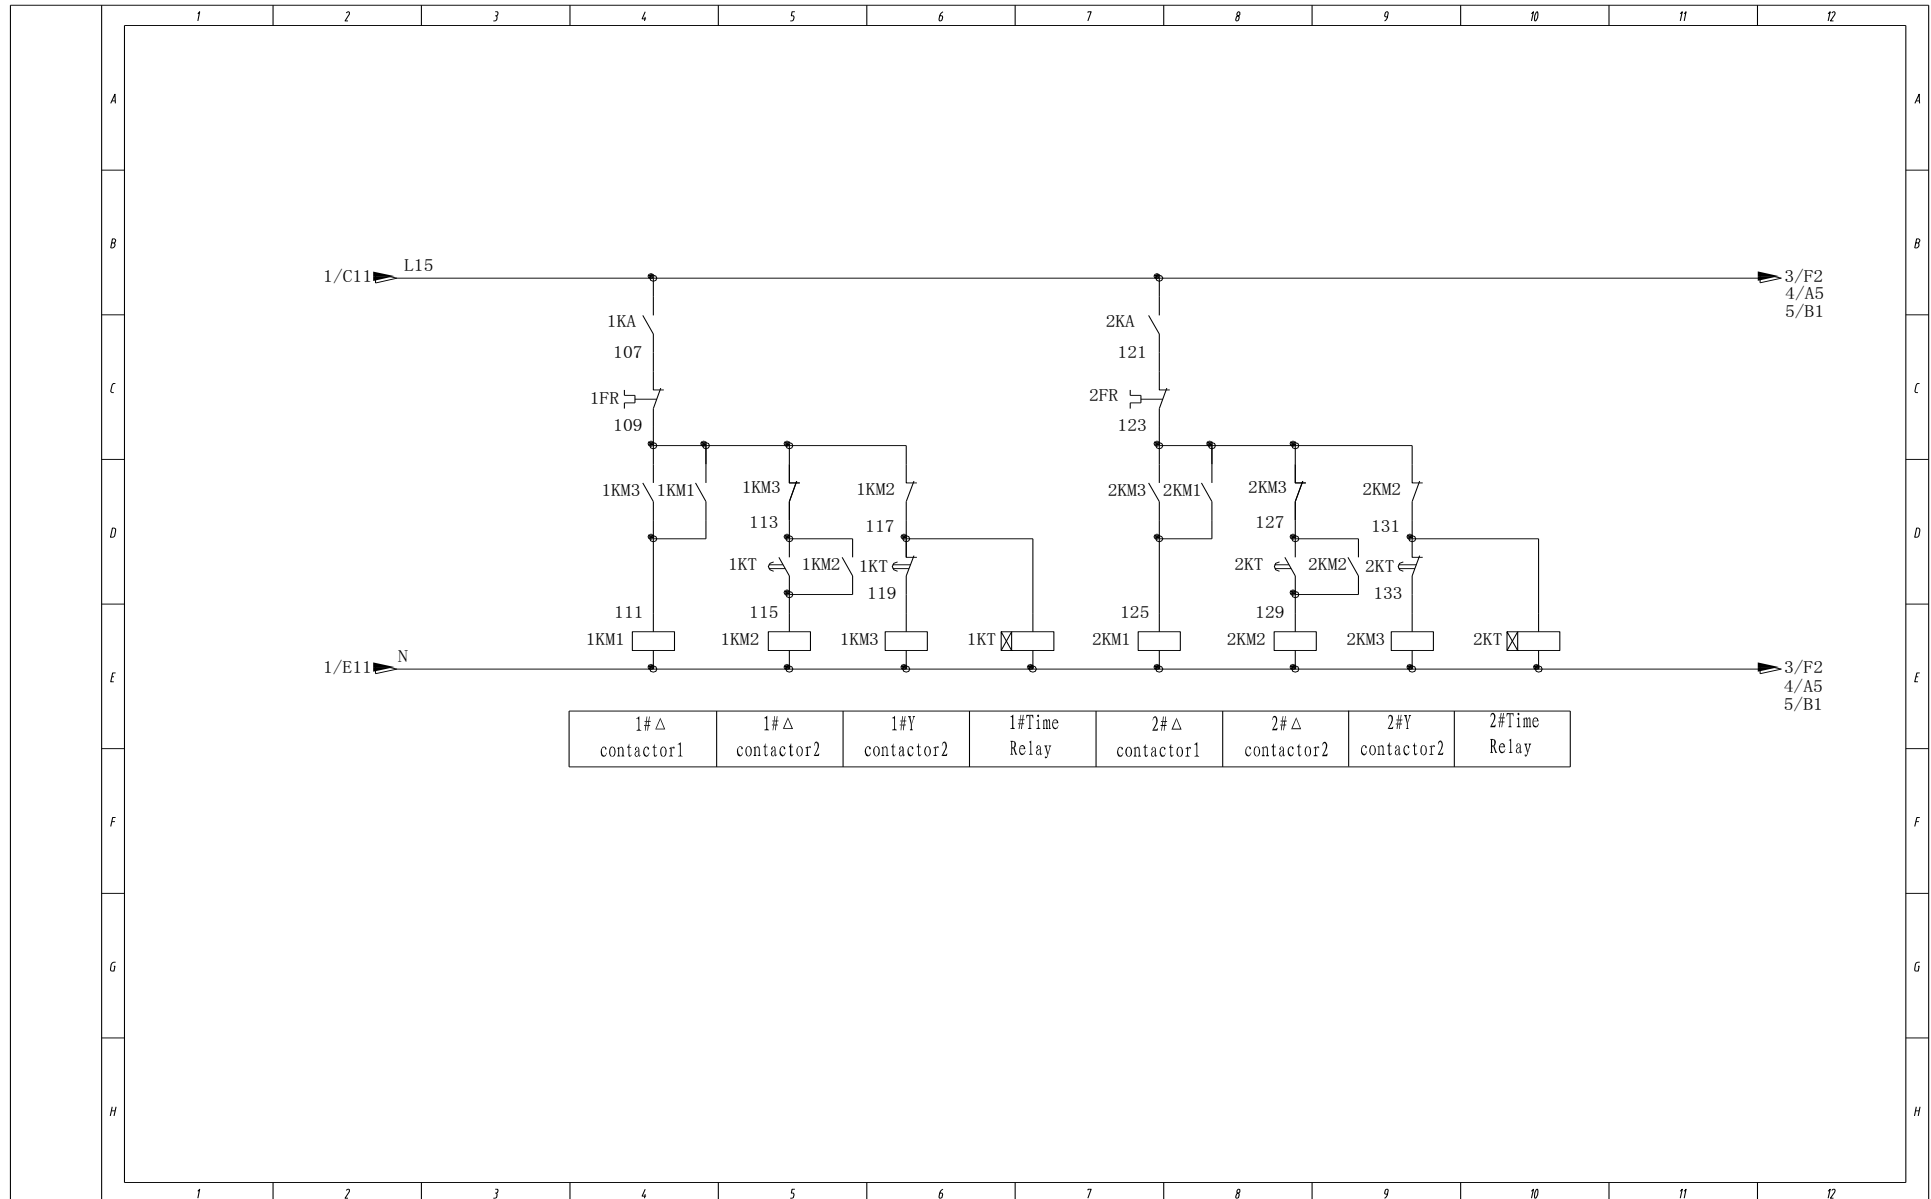 1 2 3 4 5 6 7 8 9 10 11 12
A A
B B
1/C11 L15 3/F2
4/A5
5/B1
1KA 2KA
107 121
C C
1FR 2FR
109 123
1KM3 1KM1 1KM3 1KM2 2KM3 2KM1 2KM3 2KM2
113 117 127 131
D D
1KT 1KM2 1KT 2KT 2KM2 2KT
119 133
111 115 125 129
1KM1 1KM2 1KM3 1KT 2KM1 2KM2 2KM3 2KT
1/E11 N 3/F2
E E
4/A5
5/B1
1#△ 1#△ 1#Y 1#Time 2#△ 2#△ 2#Y 2#Time
contactor1 contactor2 contactor2 Relay contactor1 contactor2 contactor2 Relay
F F
G G
H H
1 2 3 4 5 6 7 8 9 10 11 12